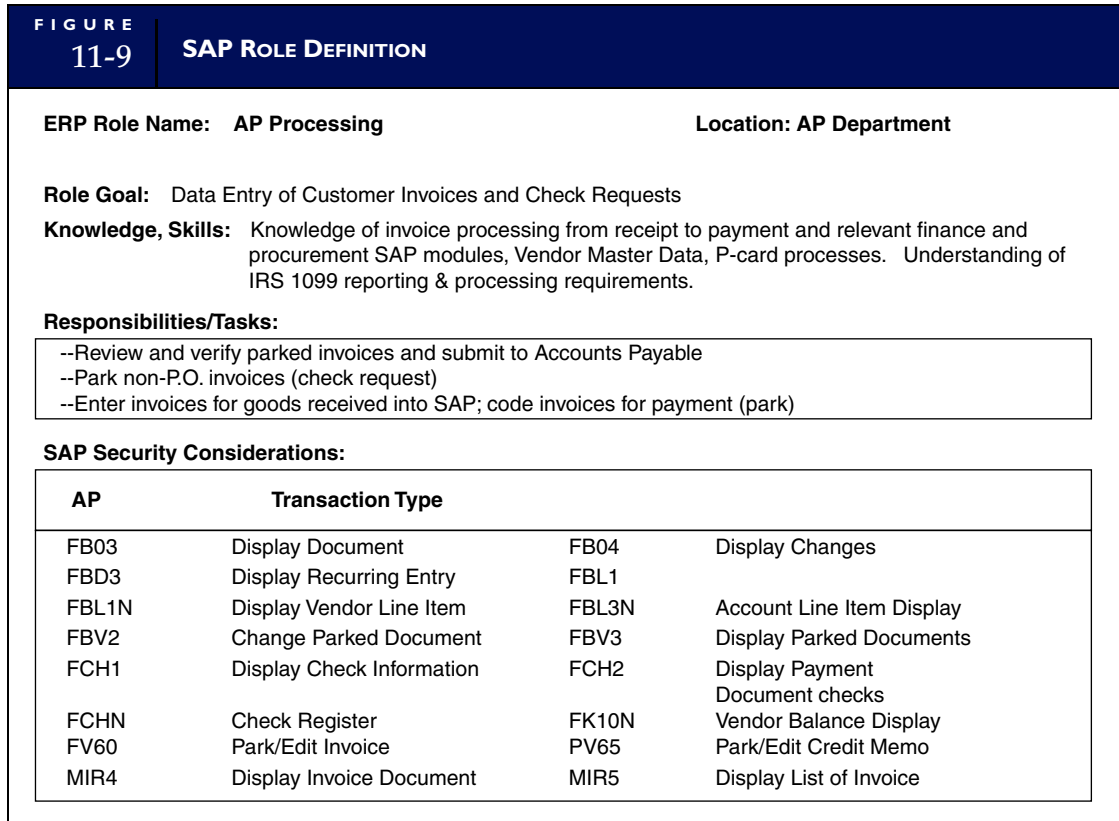 FIGURE
11-9
SAP ROLE DEFINITION
ERP Role Name: AP Processing Location: AP Department
Role Goal: Data Entry of Customer Invoices and Check Requests
Knowledge, Skills: Knowledge of invoice processing from receipt to payment and relevant finance and
procurement SAP modules, Vendor Master Data, P-card processes. Understanding of
IRS 1099 reporting & processing requirements.
Responsibilities/Tasks:
--Review and verify parked invoices and submit to Accounts Payable
--Park non-P.O. invoices (check request)
--Enter invoices for goods received into SAP; code invoices for payment (park)
SAP Security Considerations:
AP Transaction Type
FB03 Display Document FB04 Display Changes
FBD3 Display Recurring Entry FBL1
FBL1N Display Vendor Line Item FBL3N Account Line Item Display
FBV2 Change Parked Document FBV3 Display Parked Documents
FCH1 Display Check Information FCH2 Display Payment
Document checks
FCHN Check Register FK10N Vendor Balance Display
FV60 Park/Edit Invoice PV65 Park/Edit Credit Memo
MIR4 Display Invoice Document MIR5 Display List of Invoice